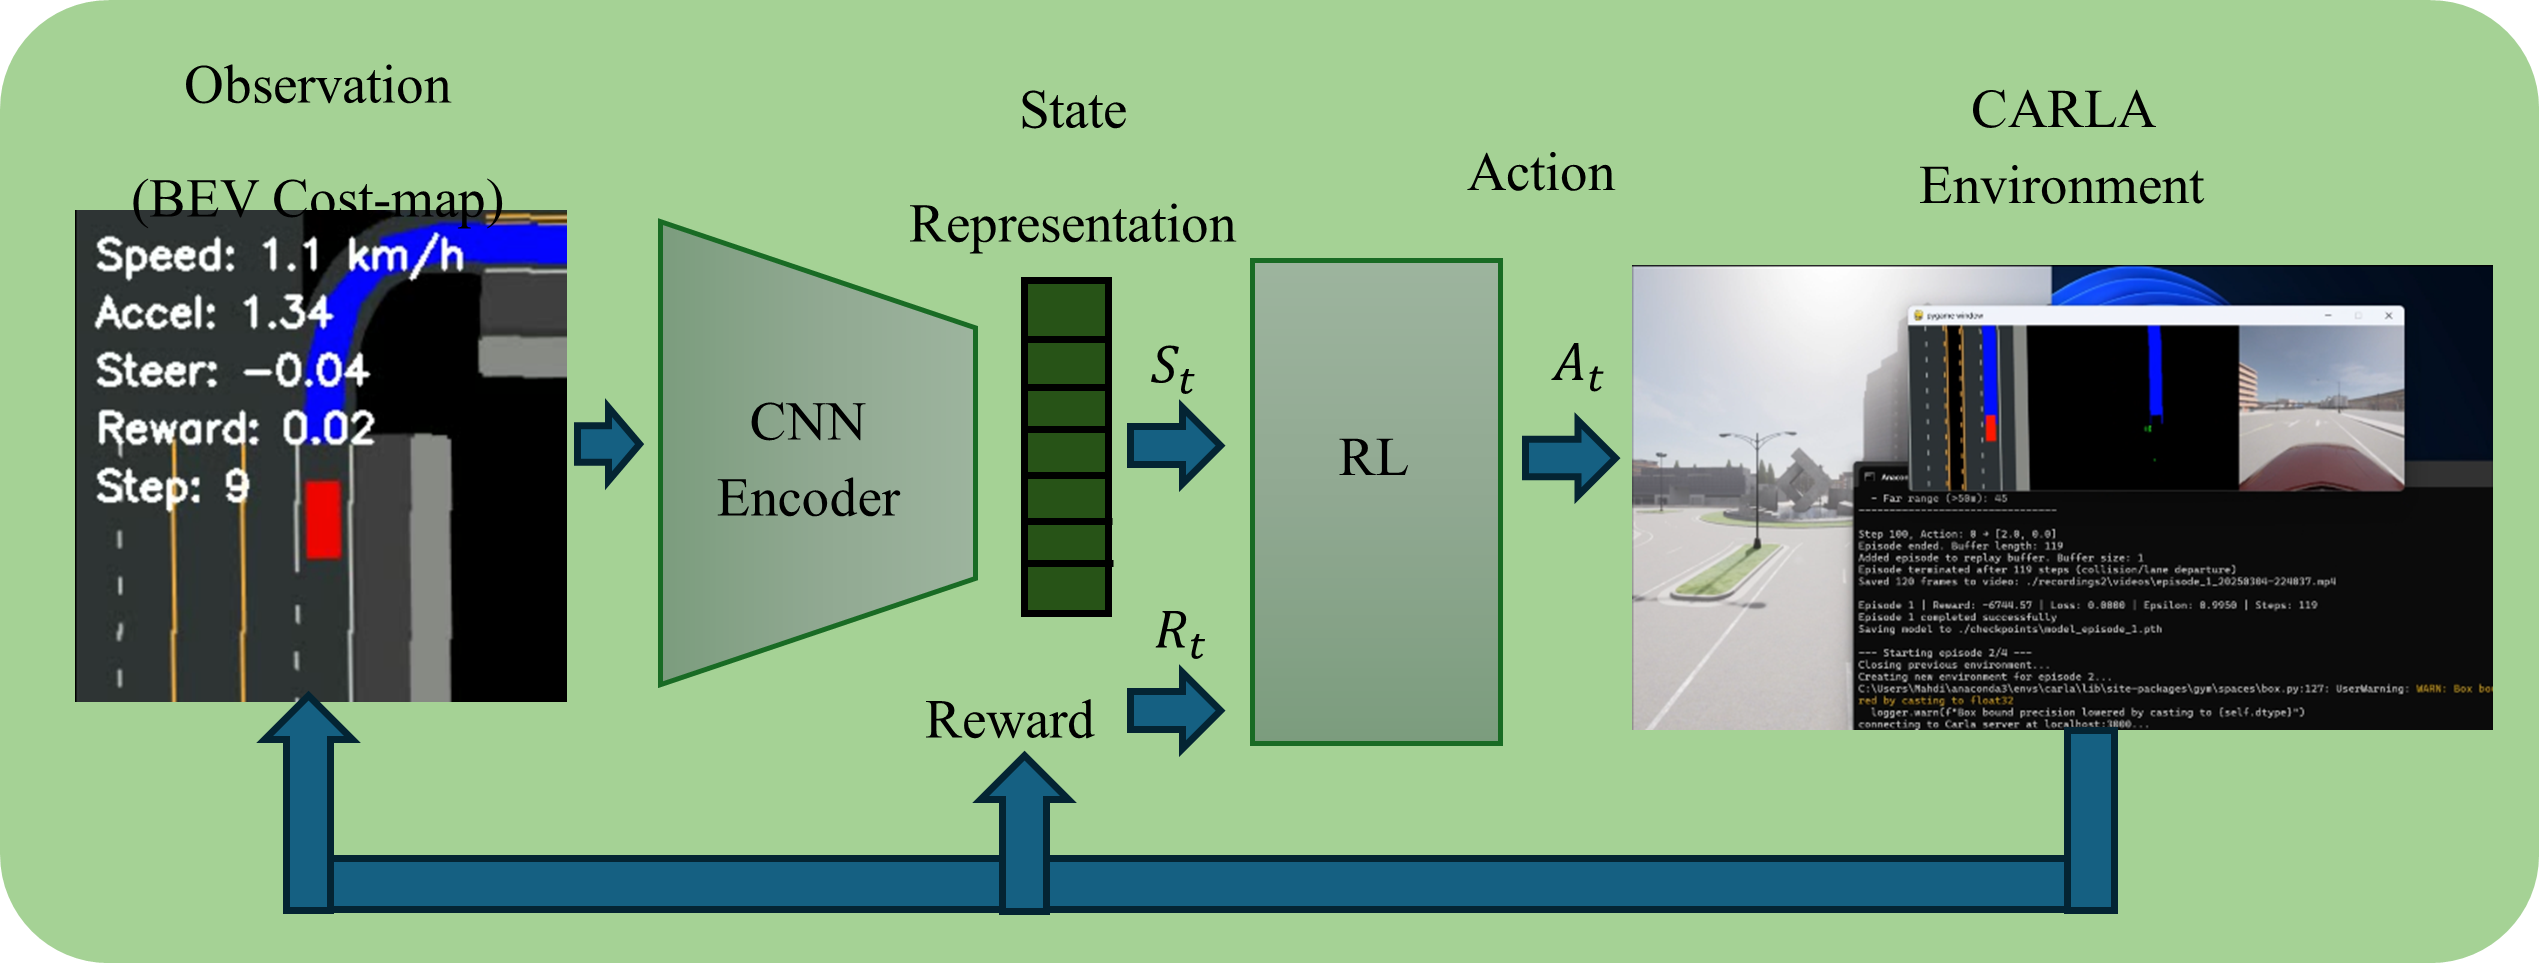 Observation
(BEV Cost-map)
Speed: 1.1 km/h
Accel: 1.34
Steer: -0.04
Reward: 0.02
Step: 9
CNN
Encoder
State
Representation
S_t
Reward
R_t
RL
Action
A_t
CARLA
Environment
pygame window
- Far range (>50m): 45
--------------------------------
Step 100, Action: 8 → [2.0, 0.0]
Episode ended. Buffer length: 119
Added episode to replay buffer. Buffer size: 1
Episode terminated after 119 steps (collision/lane departure)
Saved 120 frames to video: ./recordings2\videos\episode_1_20250304-224037.mp4
Episode 1 | Reward: -6744.57 | Loss: 0.0000 | Epsilon: 0.9950 | Steps: 119
Episode 1 completed successfully
Saving model to ./checkpoints\model_episode_1.pth
--- Starting episode 2/4 ---
Closing previous environment...
Creating new environment for episode 2...
C:\Users\Mahdi\anaconda3\envs\carla\lib\site-packages\gym\spaces\box.py:127: UserWarning: WARN: Box
red by casting to float32
logger.warn(f"Box bound precision lowered by casting to {self.dtype}")
connecting to Carla server at localhost:3000...